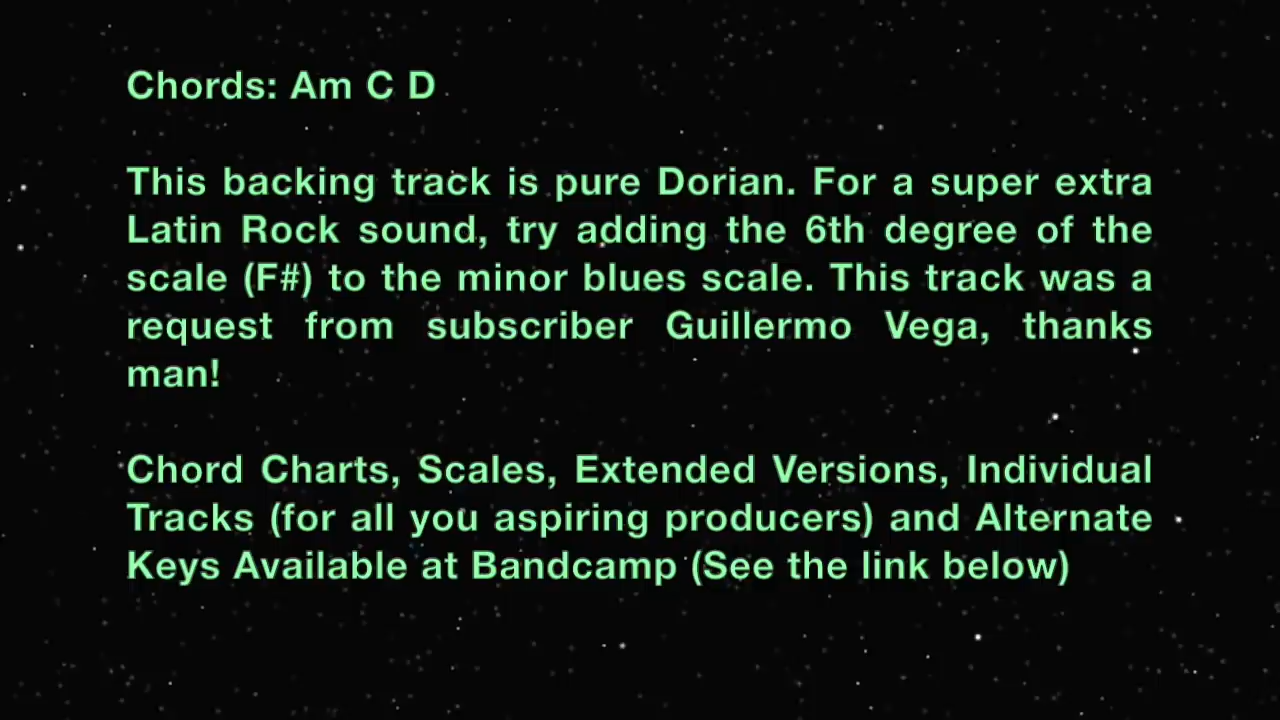 Chords: Am C D
This backing track is pure Dorian. For a super extra
Latin Rock sound, try adding the 6th degree of the
scale (F#) to the minor blues scale. This track was a
request from subscriber Guillermo Vega, thanks
man!
Chord Charts, Scales, Extended Versions, Individual
Tracks (for all you aspiring producers) and Alternate
Keys Available at Bandcamp (See the link below)